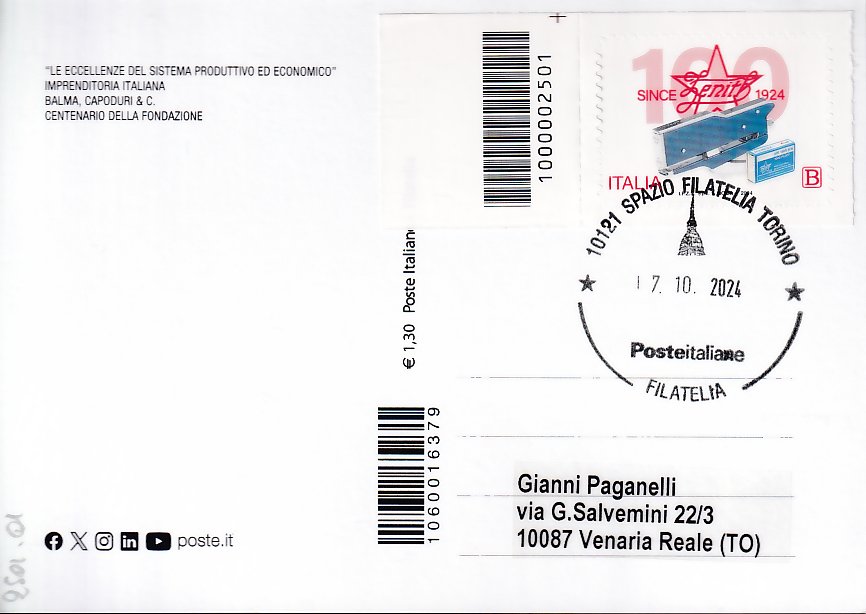 "LE ECCELLENZE DEL SISTEMA PRODUTTIVO ED ECONOMICO"
IMPRENDITORIA ITALIANA
BALMA, CAPODURI & C.
CENTENARIO DELLA FONDAZIONE
1000002501
100
Zenith
SINCE 1924
ITALIA
B
10121 SPAZIO FILATELIA TORINO
17. 10. 2024
Posteitaliane
FILATELIA
€ 1,30 Poste Italian
10600016379
Gianni Paganelli
via G.Salvemini 22/3
10087 Venaria Reale (TO)
poste.it